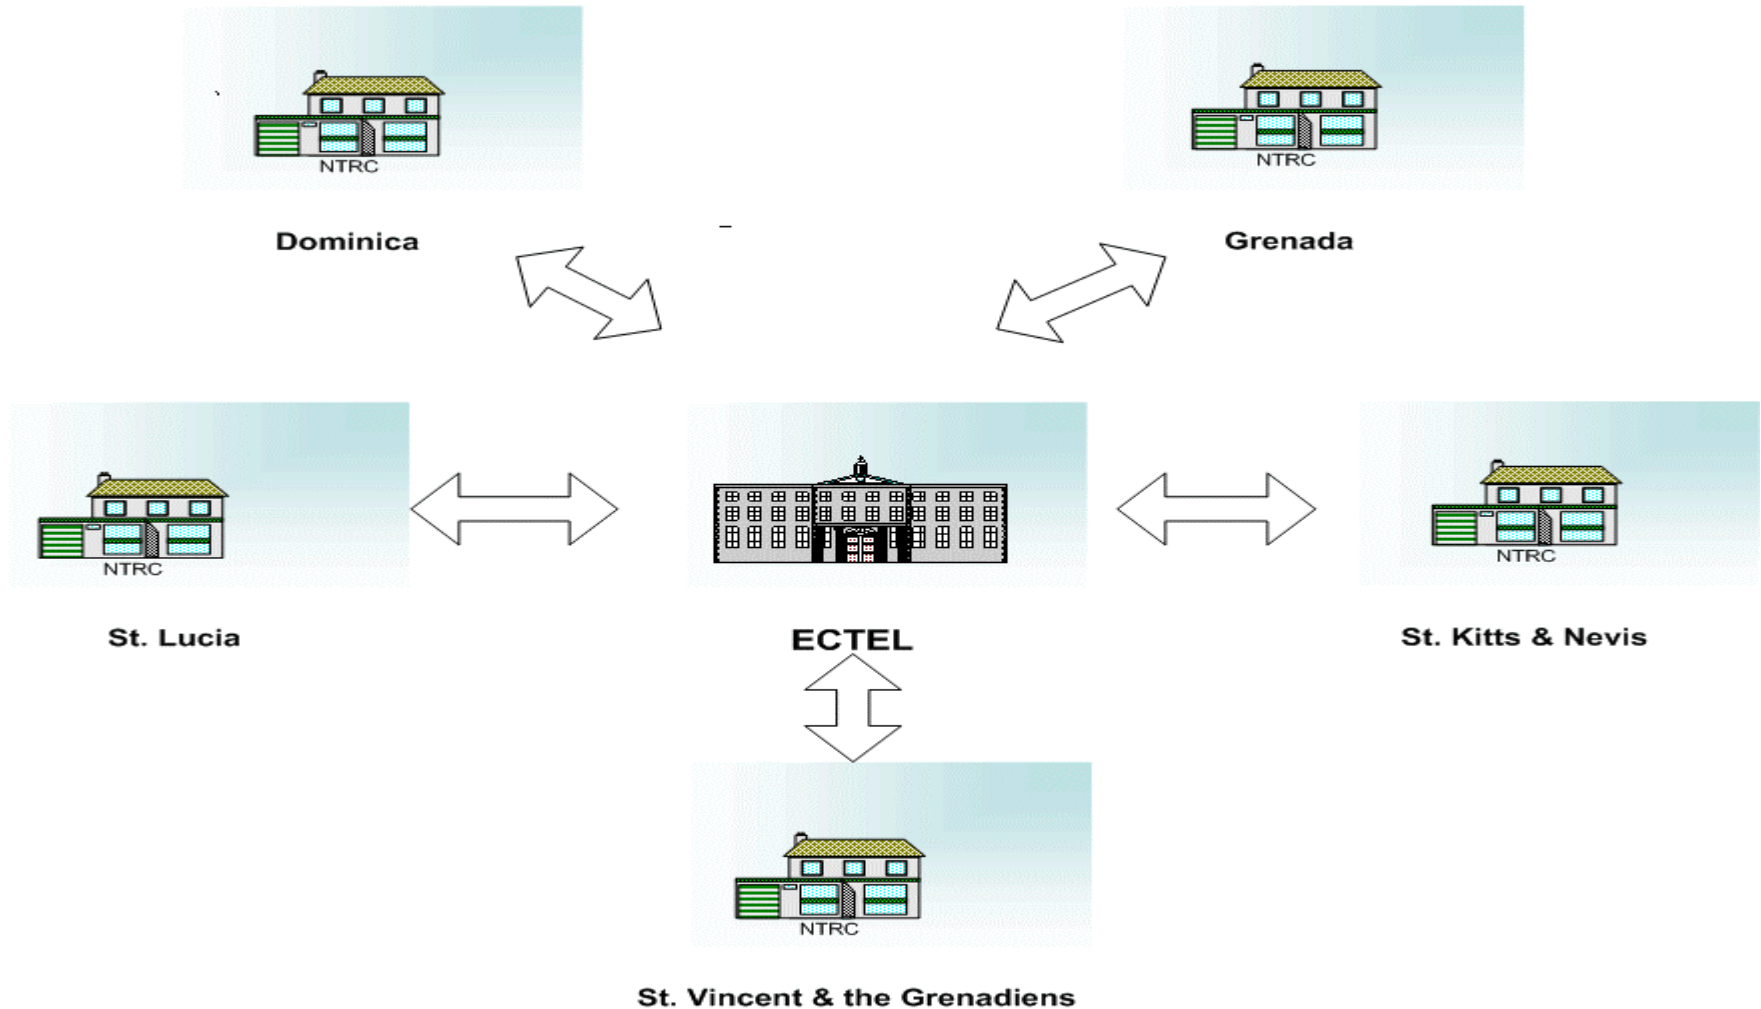 NTRC
Dominica
NTRC
Grenada
NTRC
St. Lucia
ECTEL
NTRC
St. Kitts & Nevis
NTRC
St. Vincent & the Grenadiens